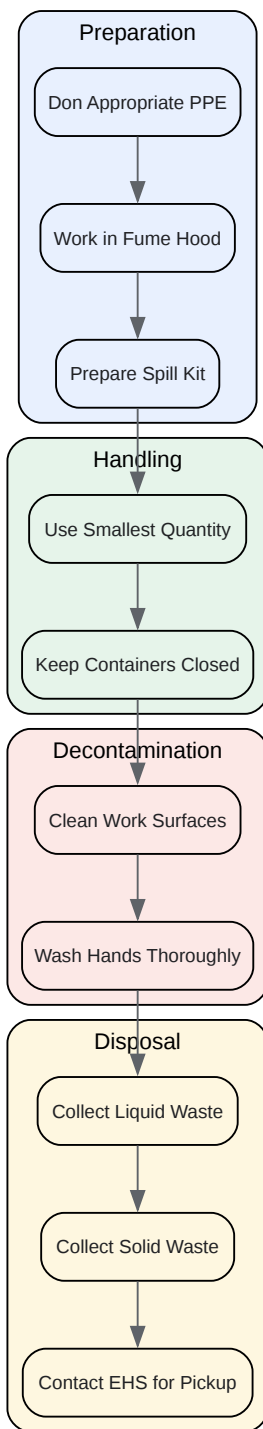 Preparation
Don Appropriate PPE
Work in Fume Hood
Prepare Spill Kit
Handling
Use Smallest Quantity
Keep Containers Closed
Decontamination
Clean Work Surfaces
Wash Hands Thoroughly
Disposal
Collect Liquid Waste
Collect Solid Waste
Contact EHS for Pickup